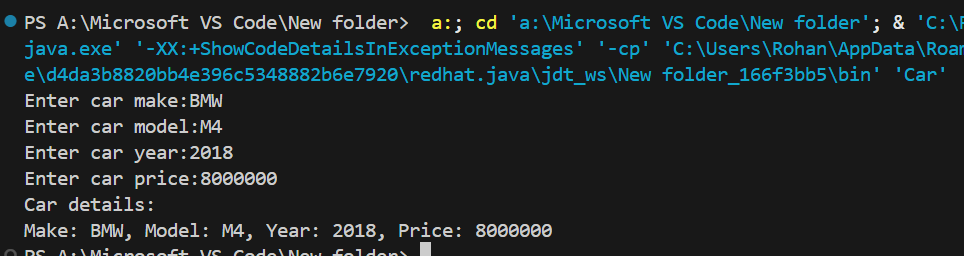 PS A:\Microsoft VS Code\New folder>  a:; cd 'a:\Microsoft VS Code\New folder'; & 'C:\
java.exe' '-XX:+ShowCodeDetailsInExceptionMessages' '-cp' 'C:\Users\Rohan\AppData\Roam
e\d4da3b8820bb4e396c5348882b6e7920\redhat.java\jdt_ws\New folder_166f3bb5\bin' 'Car'
Enter car make:BMW
Enter car model:M4
Enter car year:2018
Enter car price:8000000
Car details:
Make: BMW, Model: M4, Year: 2018, Price: 8000000
PS A:\Microsoft VS Code\New folder>